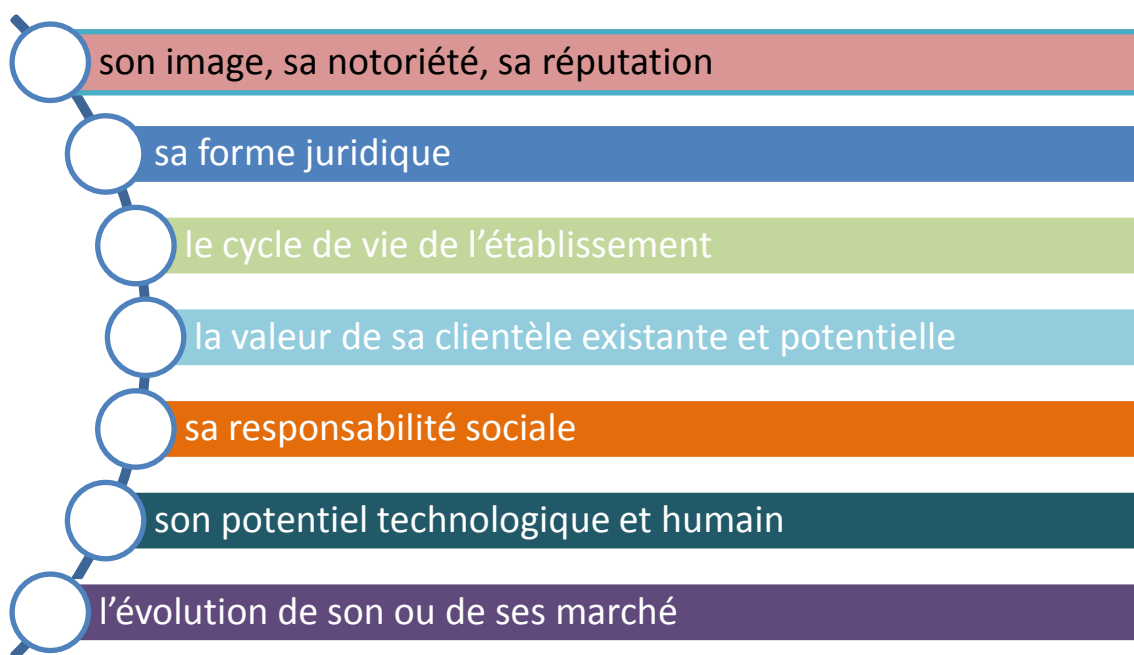 son image, sa notoriété, sa réputation
sa forme juridique
le cycle de vie de l’établissement
la valeur de sa clientèle existante et potentielle
sa responsabilité sociale
son potentiel technologique et humain
l’évolution de son ou de ses marché